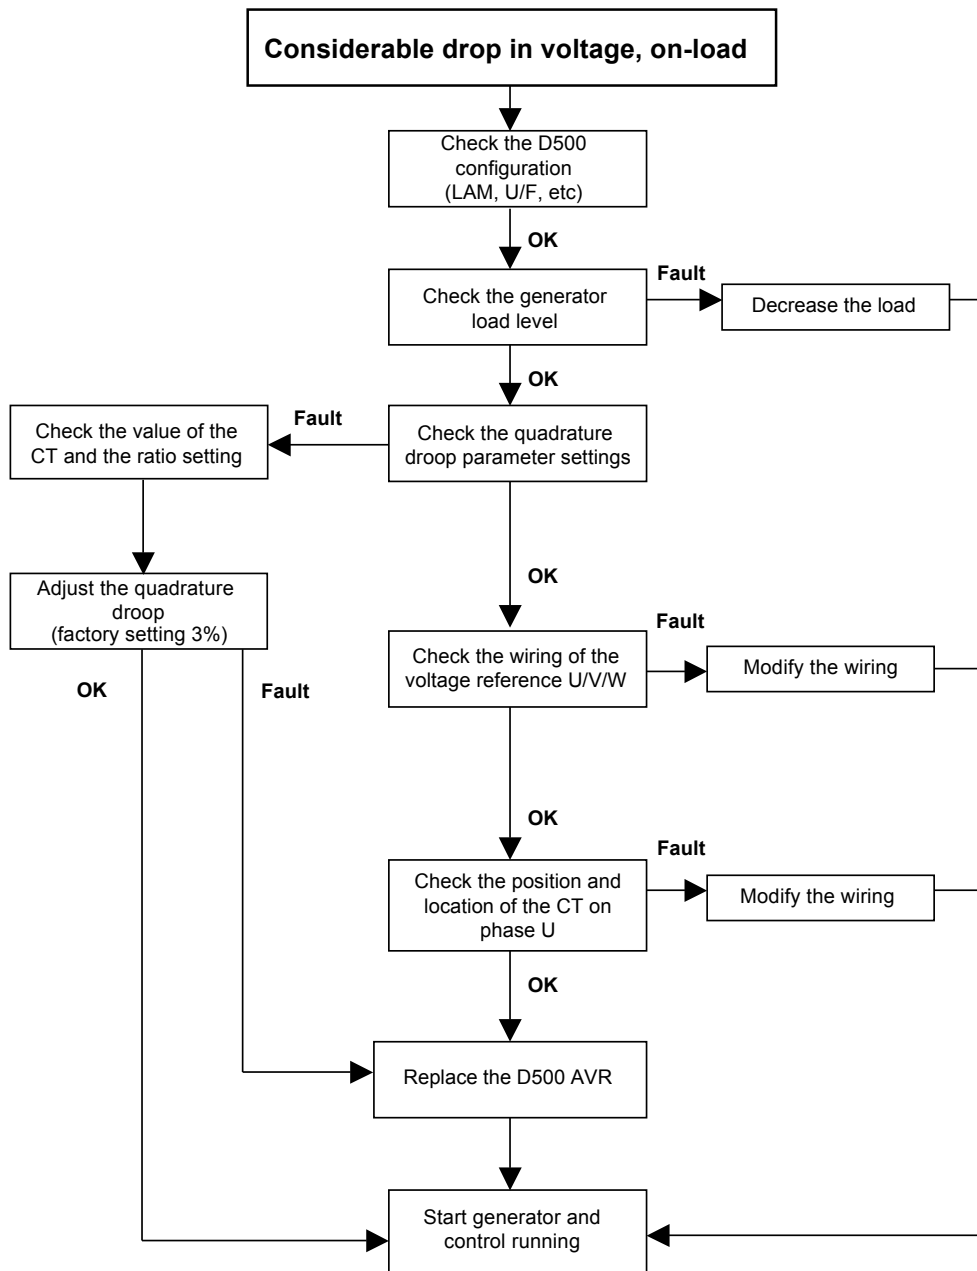 Considerable drop in voltage, on-load
Check the D500
configuration
(LAM, U/F, etc)
OK
Check the generator
load level
Fault
Decrease the load
OK
Check the quadrature
droop parameter settings
Fault
Check the value of the
CT and the ratio setting
Adjust the quadrature
droop
(factory setting 3%)
OK
Fault
OK
Check the wiring of the
voltage reference U/V/W
Fault
Modify the wiring
OK
Check the position and
location of the CT on
phase U
Fault
Modify the wiring
OK
Replace the D500 AVR
Start generator and
control running